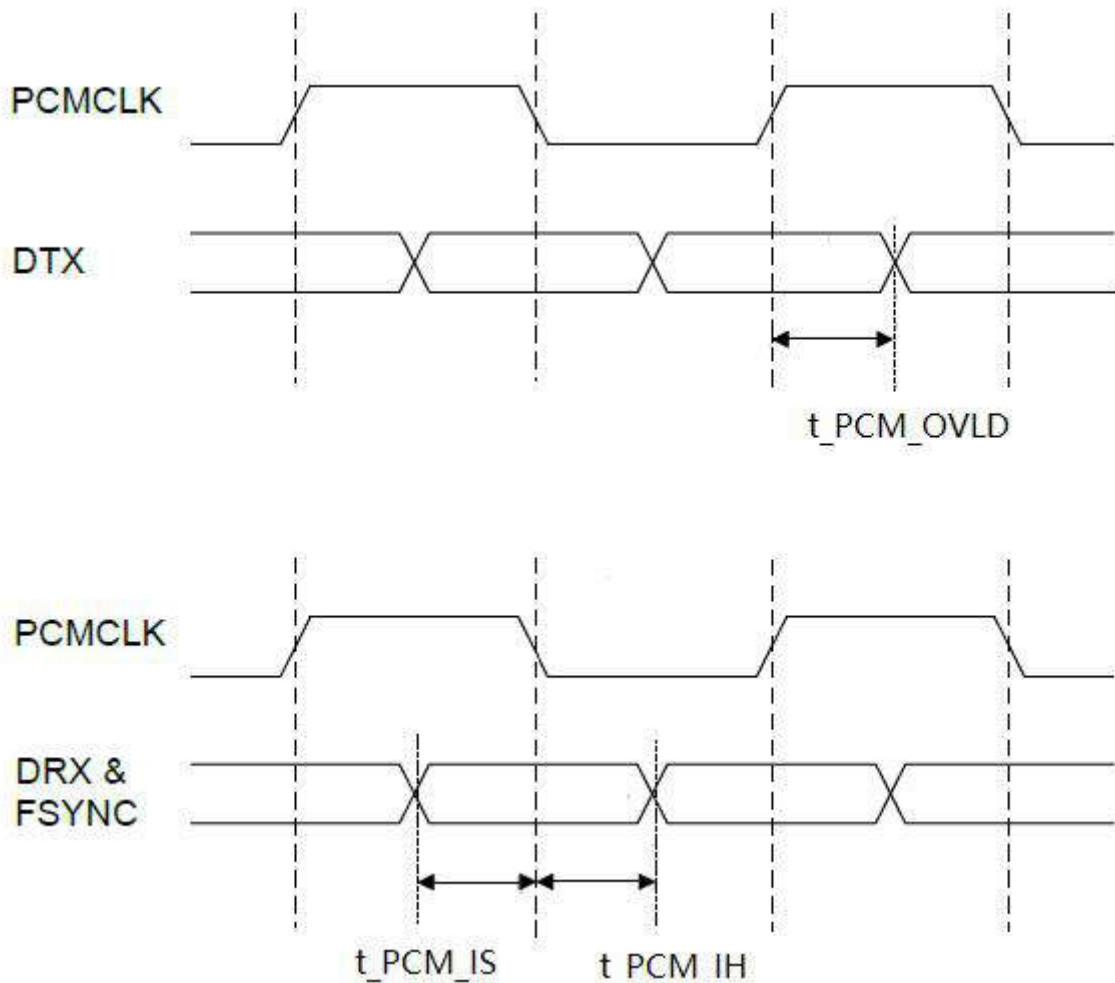 PCMCLK
DTX
t_PCM_OVLD
PCMCLK
DRX &
FSYNC
t_PCM_IS
t PCM IH